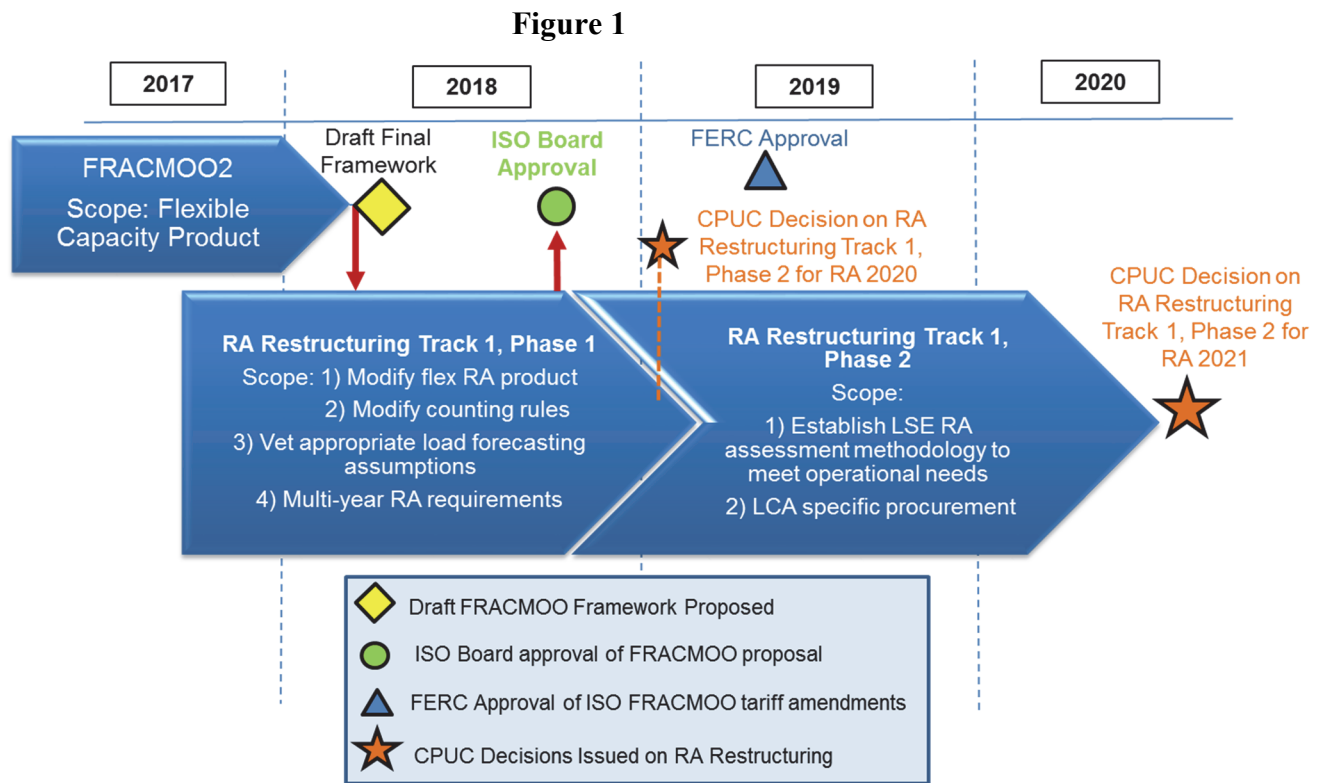 Figure 1
2017
2018
2019
2020
FRACMOO2
Scope: Flexible
Capacity Product
Draft Final
Framework
ISO Board
Approval
FERC Approval
CPUC Decision on RA
Restructuring Track 1,
Phase 2 for RA 2020
CPUC Decision on
RA Restructuring
Track 1, Phase 2 for
RA 2021
RA Restructuring Track 1, Phase 1
Scope: 1) Modify flex RA product
2) Modify counting rules
3) Vet appropriate load forecasting
assumptions
4) Multi-year RA requirements
RA Restructuring Track 1,
Phase 2
Scope:
1) Establish LSE RA
assessment methodology to
meet operational needs
2) LCA specific procurement
Draft FRACMOO Framework Proposed
ISO Board approval of FRACMOO proposal
FERC Approval of ISO FRACMOO tariff amendments
CPUC Decisions Issued on RA Restructuring